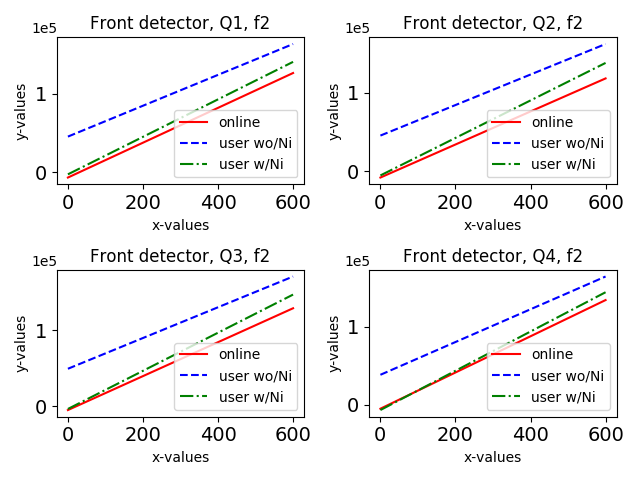 Front detector, Q1, f2
1e5
y-values
1
0
online
user wo/Ni
user w/Ni
0 200 400 600
x-values
Front detector, Q2, f2
1e5
y-values
1
0
online
user wo/Ni
user w/Ni
0 200 400 600
x-values
Front detector, Q3, f2
1e5
y-values
1
0
online
user wo/Ni
user w/Ni
0 200 400 600
x-values
Front detector, Q4, f2
1e5
y-values
1
0
online
user wo/Ni
user w/Ni
0 200 400 600
x-values